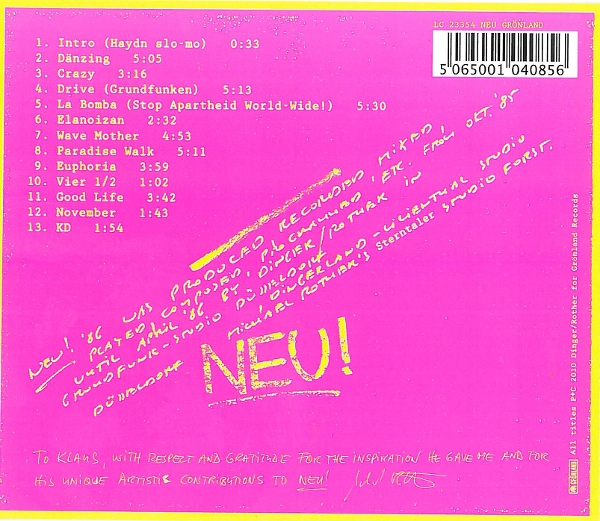 LC 23354 NEU GRÖNLAND
5 065001 040856
1. Intro (Haydn slo-mo) 0:33
2. Dänzing 5:05
3. Crazy 3:16
4. Drive (Grundfunken) 5:13
5. La Bomba (Stop Apartheid World-Wide!) 5:30
6. Elanoizan 2:32
7. Wave Mother 4:53
8. Paradise Walk 5:11
9. Euphoria 3:59
10. Vier 1/2 1:02
11. Good Life 3:42
12. November 1:43
13. KD 1:54
NEU! '86 WAS PRODUCED, RECORDED, MIXED,
PLAYED, COMPOSED, ETC. FROM OKT. '85
UNTIL APRIL '86 BY DINGER/ROTHER IN
GRUNDFUNK-STUDIO DÜSSELDORF, DINGERLAND-LILIENTHAL STUDIO
DÜSSELDORF MICHAEL ROTHER'S Sterntaler STUDIO FORST.
NEU!
TO KLAUS, WITH RESPECT AND GRATITUDE FOR THE INSPIRATION HE GAVE ME AND FOR
HIS UNIQUE ARTISTIC CONTRIBUTIONS TO NEU!
All titles P+C 2010 Dinger/Rother for Grönland Records